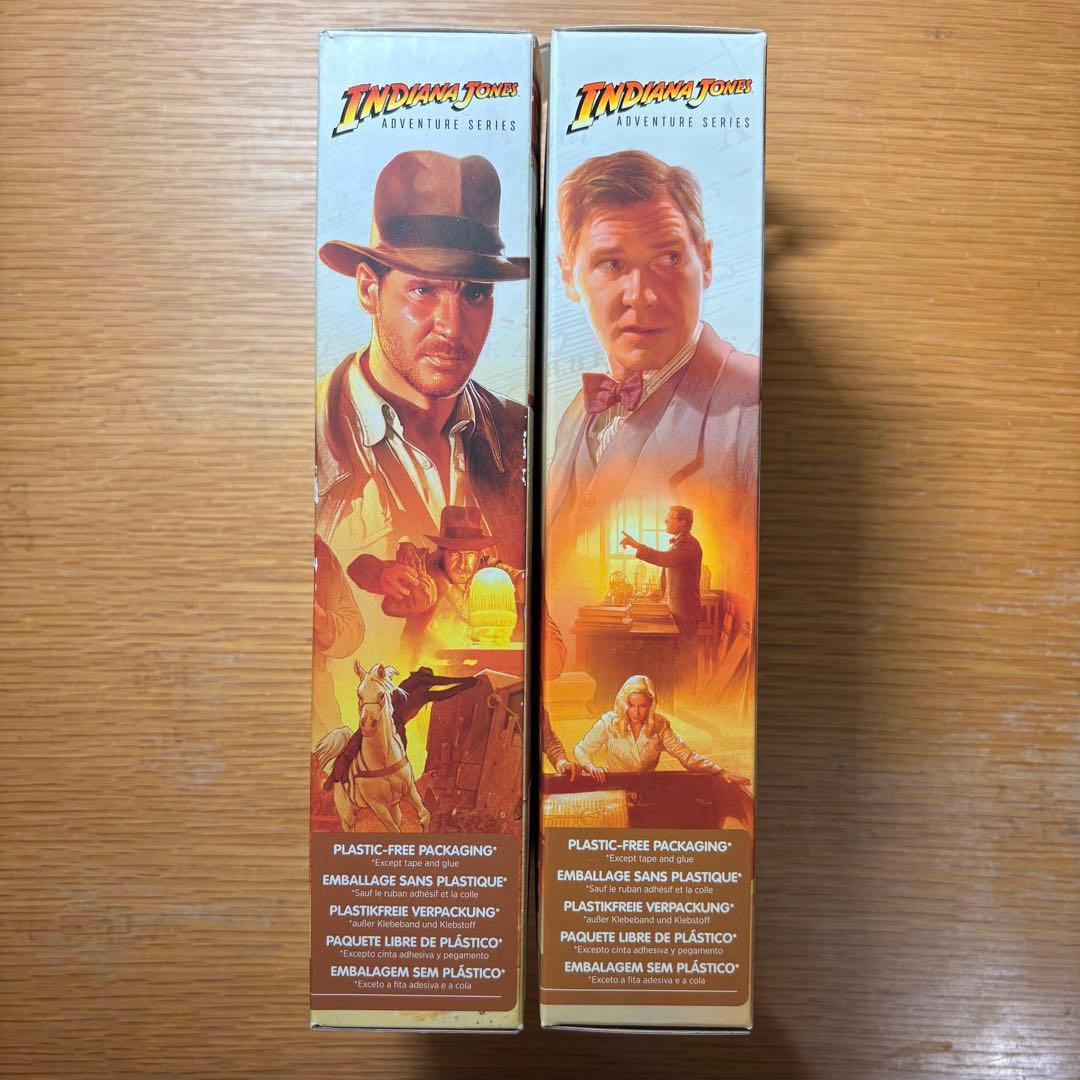 INDIANA JONES
ADVENTURE SERIES
PLASTIC-FREE PACKAGING*
*Except tape and glue
EMBALLAGE SANS PLASTIQUE*
*Sauf le ruban adhésif et la colle
PLASTIKFREIE VERPACKUNG*
*außer Klebeband und Klebstoff
PAQUETE LIBRE DE PLÁSTICO*
*Excepto cinta adhesiva y pegamento
EMBALAGEM SEM PLÁSTICO*
*Exceto a fita adesiva e a cola
INDIANA JONES
ADVENTURE SERIES
PLASTIC-FREE PACKAGING*
*Except tape and glue
EMBALLAGE SANS PLASTIQUE*
*Sauf le ruban adhésif et la colle
PLASTIKFREIE VERPACKUNG*
*außer Klebeband und Klebstoff
PAQUETE LIBRE DE PLÁSTICO*
*Excepto cinta adhesiva y pegamento
EMBALAGEM SEM PLÁSTICO*
*Exceto a fita adesiva e a cola